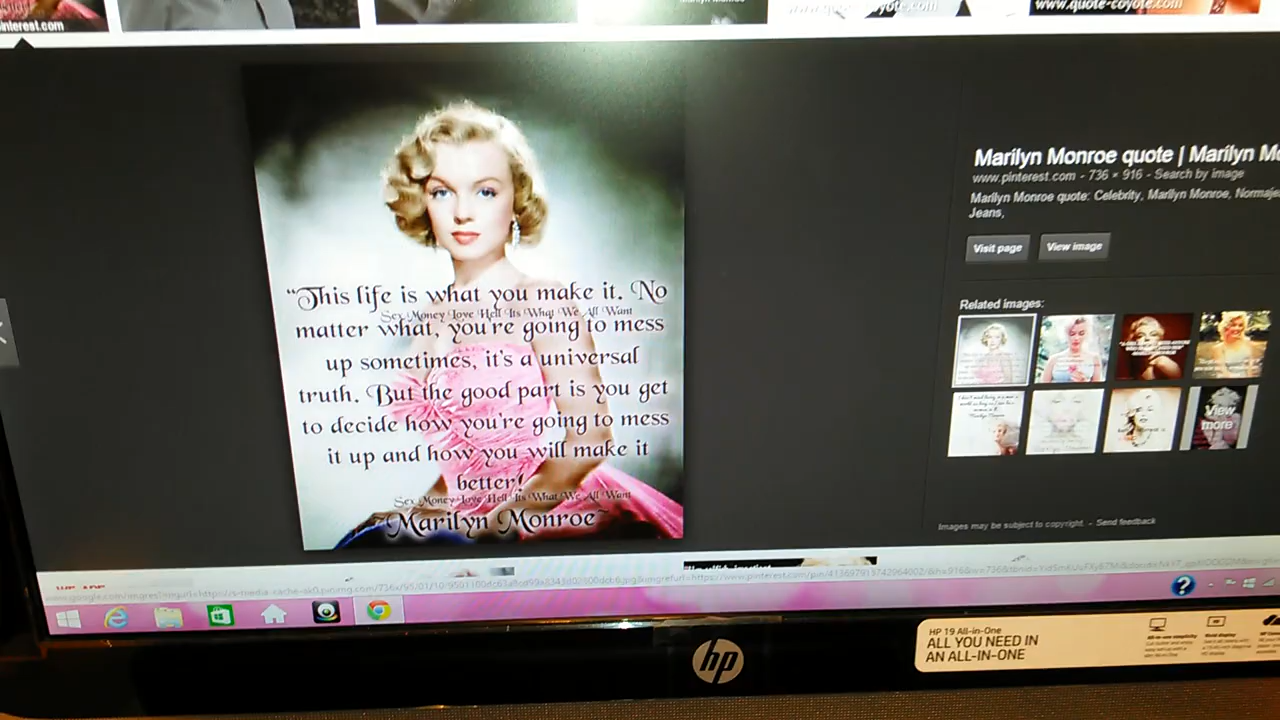 pinterest.com
www.quote-coyote.com
"This life is what you make it. No
Sex Money Love Hell Its What We All Want
matter what, you're going to mess
up sometimes, it's a universal
truth. But the good part is you get
to decide how you're going to mess
it up and how you will make it
better!
Sex Money Love Hell Its What We All Want
~Marilyn Monroe~
Marilyn Monroe quote | Marilyn Mo
www.pinterest.com - 736 × 916 - Search by image
Marilyn Monroe quote: Celebrity, Marilyn Monroe, Normaje
Jeans,
Visit page
View image
Related images:
View
more
Images may be subject to copyright. - Send feedback
?
hp
HP 19 All-in-One
ALL YOU NEED IN
AN ALL-IN-ONE